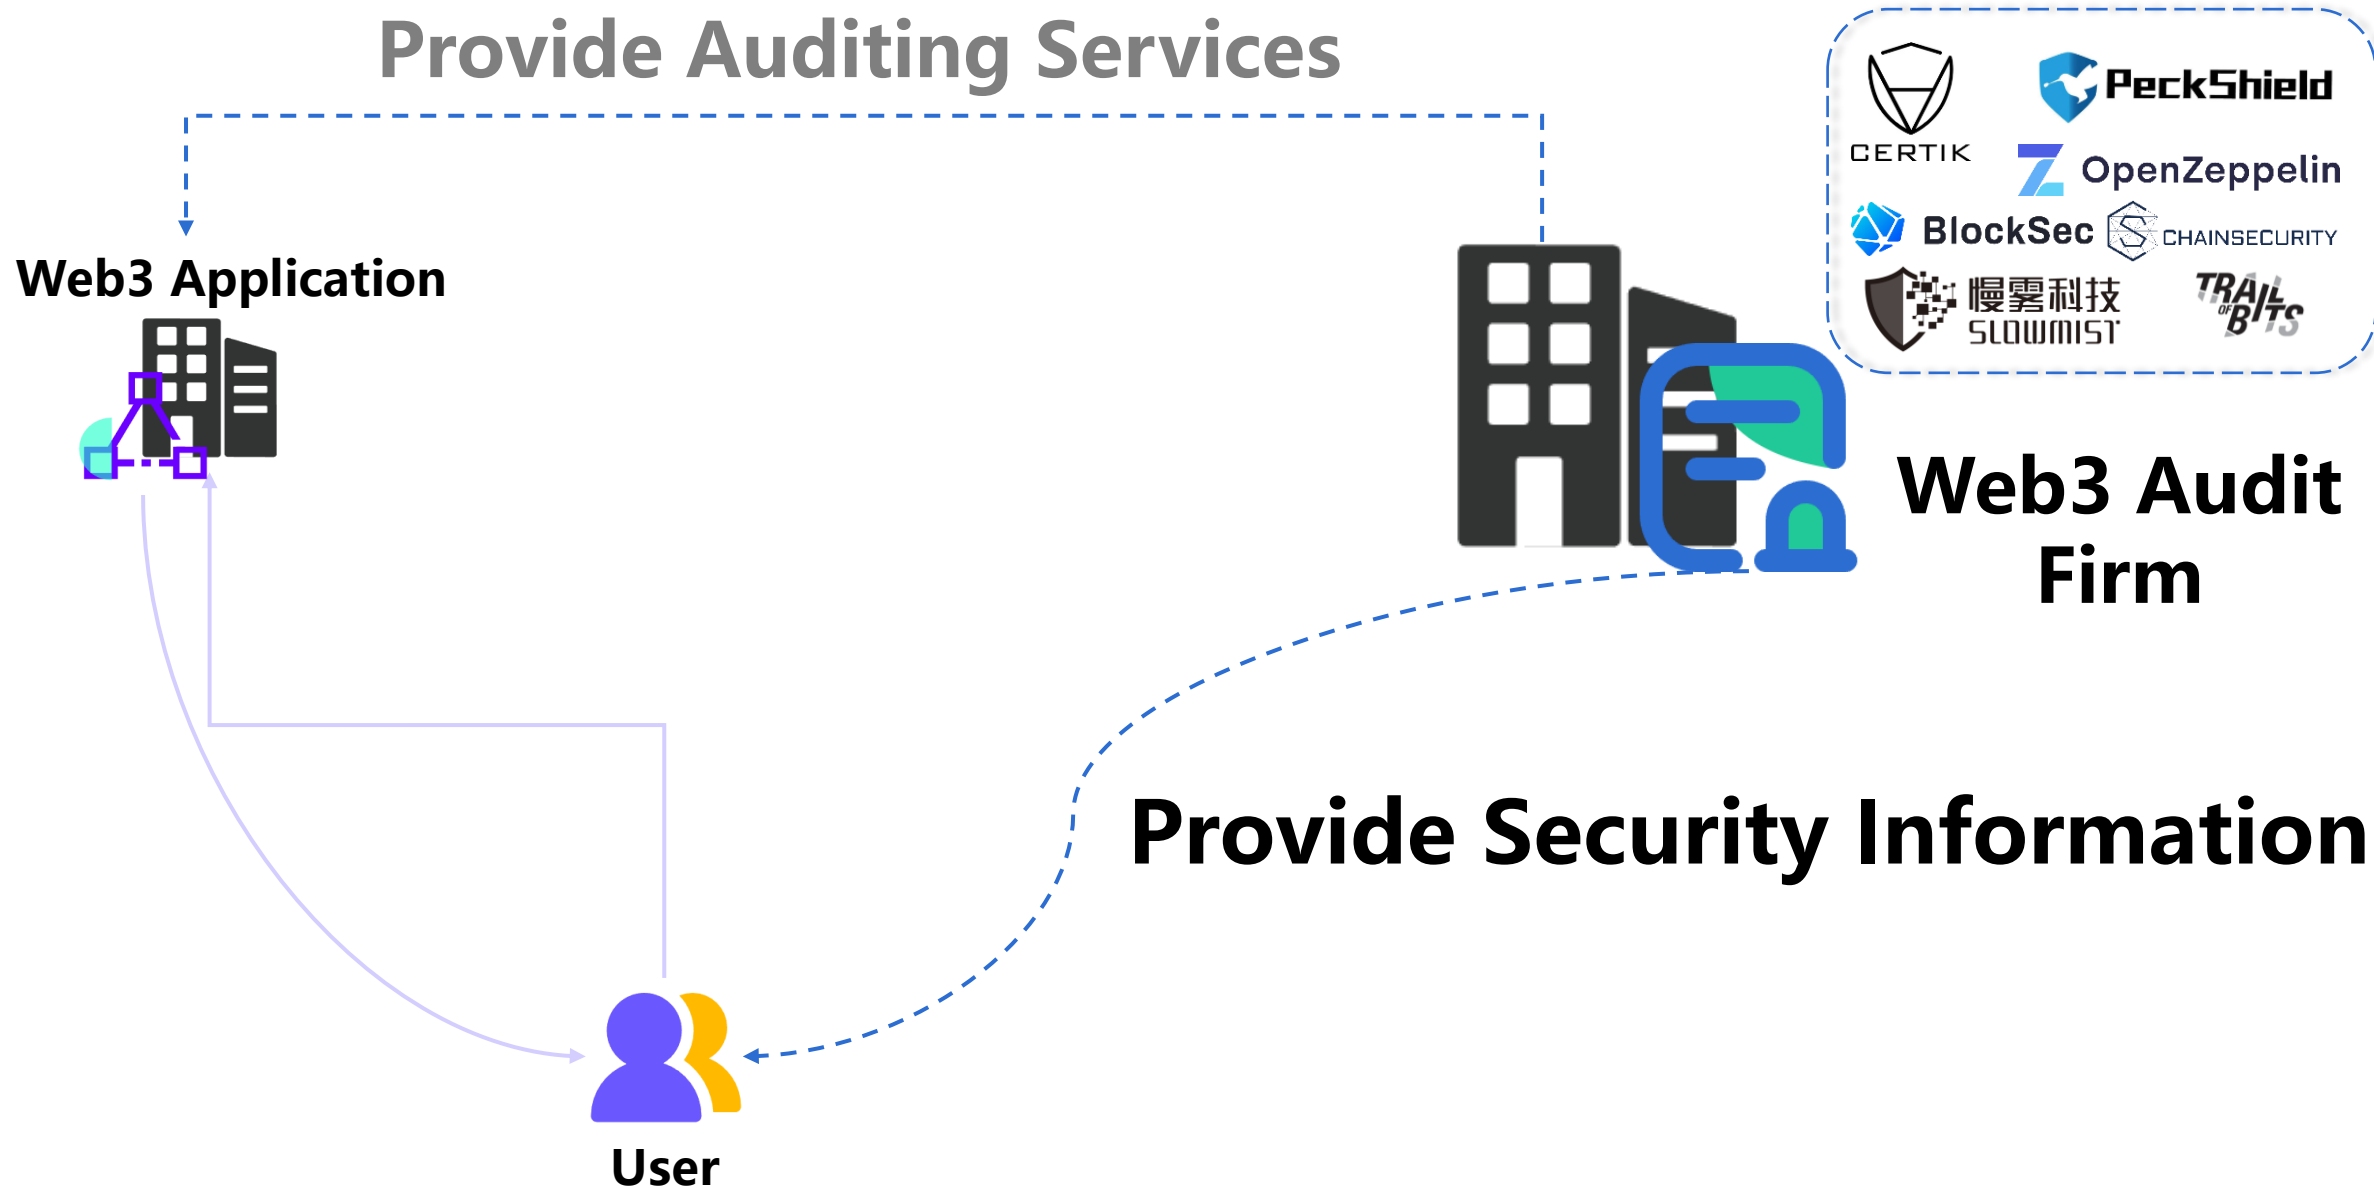 Provide Auditing Services
CERTIK
PeckShield
OpenZeppelin
BlockSec
CHAINSECURITY
慢雾科技
SLOWMIST
TRAIL
OF
BITS
Web3 Application
Web3 Audit
Firm
Provide Security Information
User